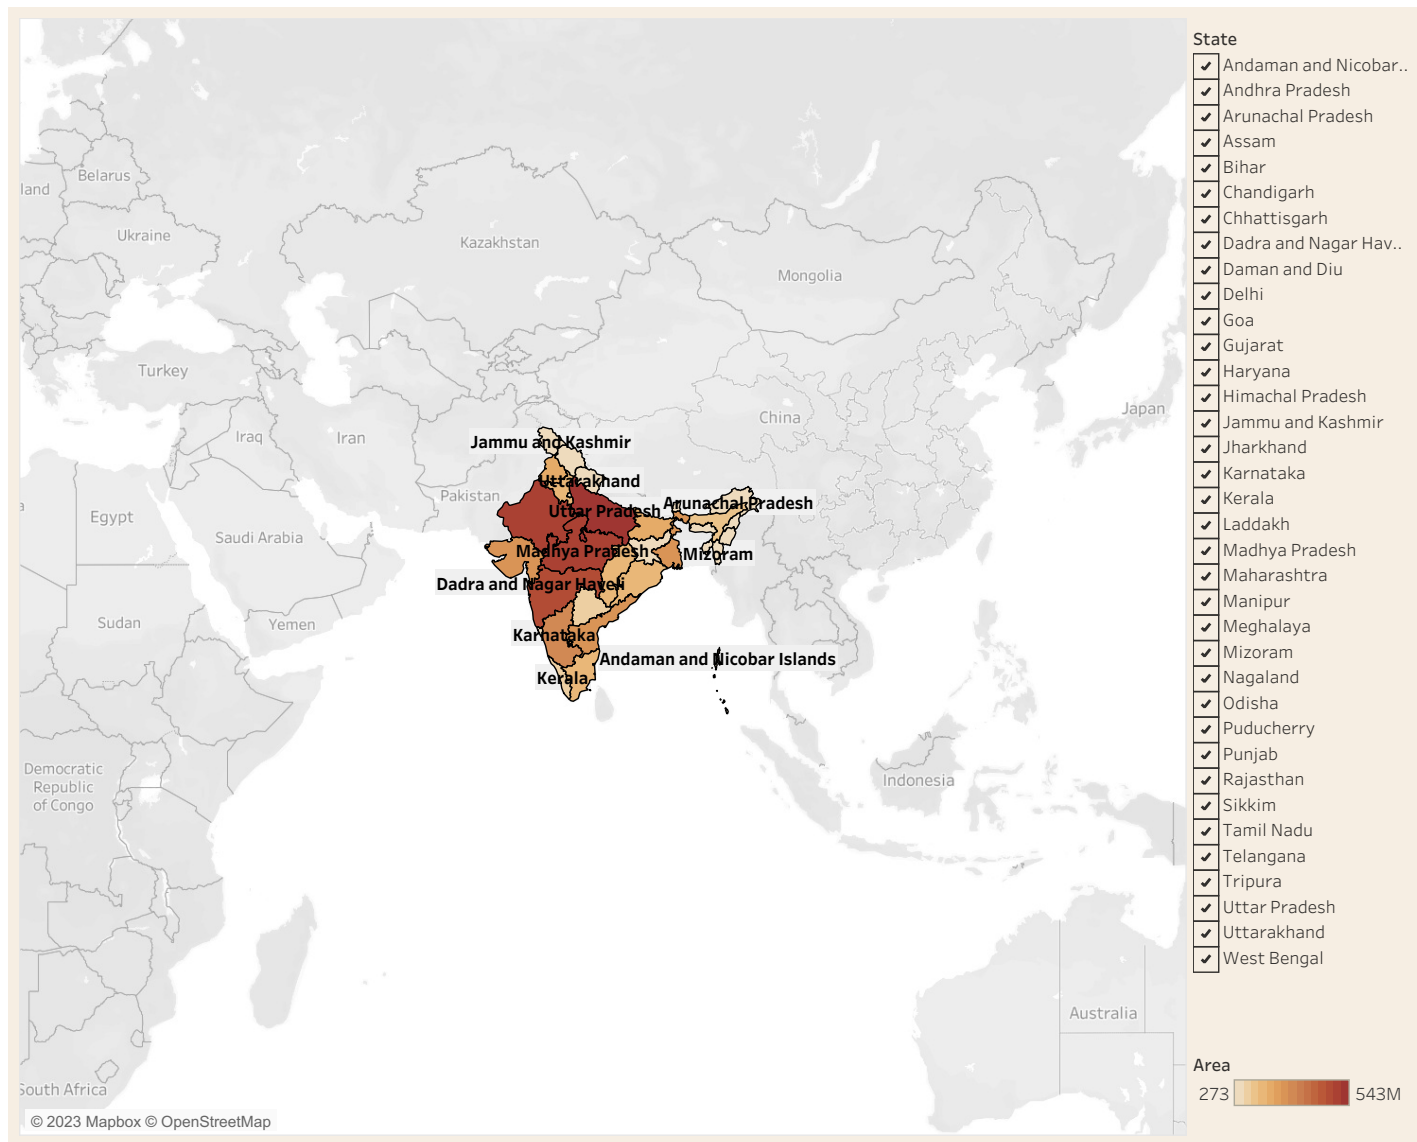 Belarus
land
Ukraine
Kazakhstan
Mongolia
Turkey
Japan
China
Iraq
Iran
Jammu and Kashmir
Uttarakhand
Pakistan
Arunachal Pradesh
a
Egypt
Uttar Pradesh
Saudi Arabia
Madhya Pradesh
Mizoram
Dadra and Nagar Haveli
Sudan
Yemen
Karnataka
Andaman and Nicobar Islands
Kerala
Democratic
Republic
of Congo
Indonesia
Australia
South Africa
© 2023 Mapbox © OpenStreetMap
State
Andaman and Nicobar..
Andhra Pradesh
Arunachal Pradesh
Assam
Bihar
Chandigarh
Chhattisgarh
Dadra and Nagar Hav..
Daman and Diu
Delhi
Goa
Gujarat
Haryana
Himachal Pradesh
Jammu and Kashmir
Jharkhand
Karnataka
Kerala
Laddakh
Madhya Pradesh
Maharashtra
Manipur
Meghalaya
Mizoram
Nagaland
Odisha
Puducherry
Punjab
Rajasthan
Sikkim
Tamil Nadu
Telangana
Tripura
Uttar Pradesh
Uttarakhand
West Bengal
Area
273 543M